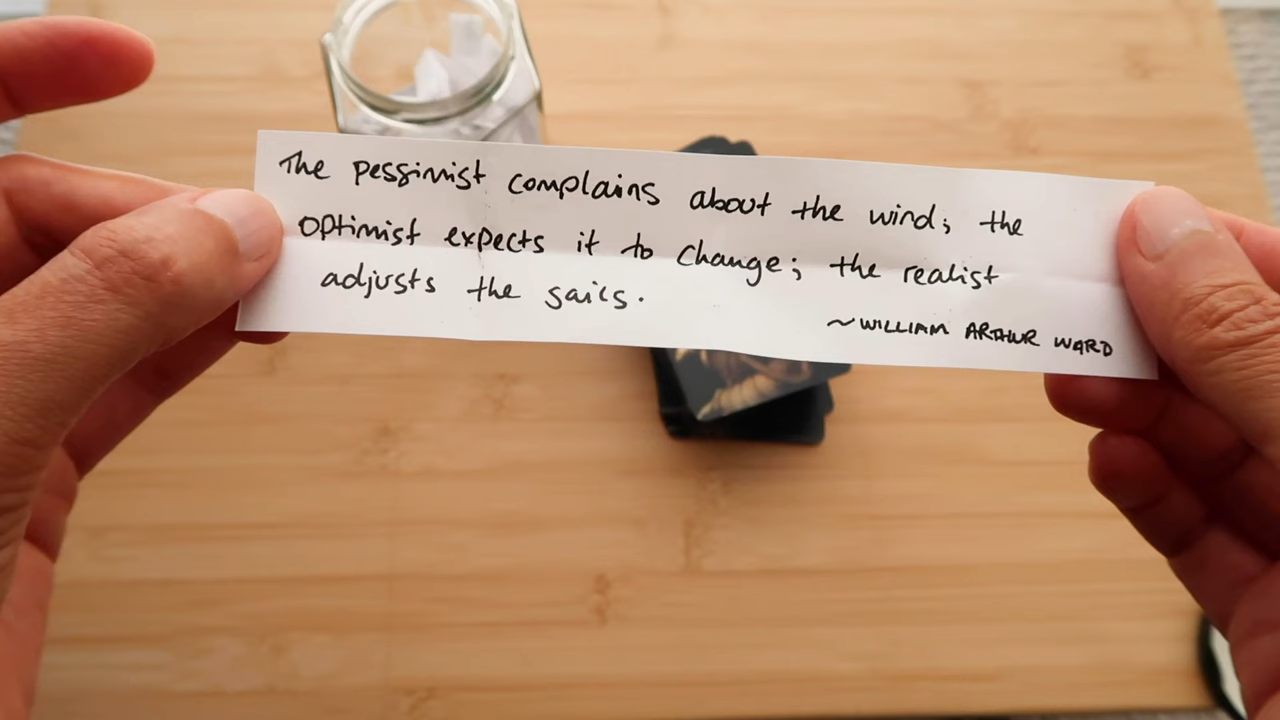 The pessimist complains about the wind; the
optimist expects it to change; the realist
adjusts the sails.
~WILLIAM ARTHUR WARD